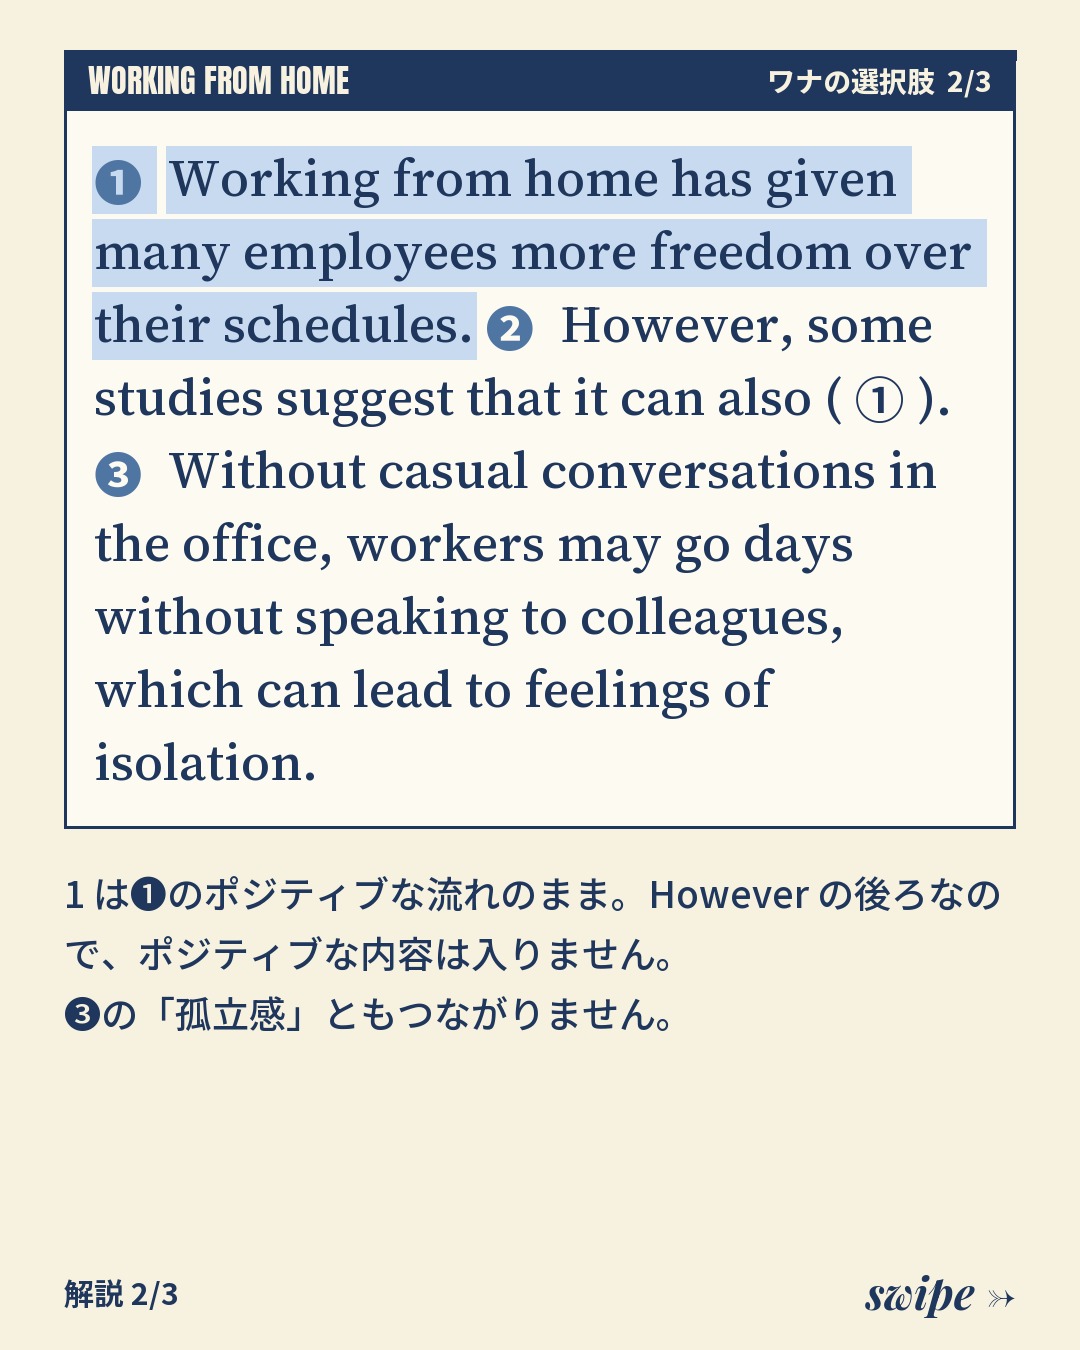 WORKING FROM HOME
ワナの選択肢 2/3
❶ Working from home has given
many employees more freedom over
their schedules. ❷ However, some
studies suggest that it can also ( ① ).
❸ Without casual conversations in
the office, workers may go days
without speaking to colleagues,
which can lead to feelings of
isolation.
1 は❶のポジティブな流れのまま。However の後ろなの
で、ポジティブな内容は入りません。
❸の「孤立感」ともつながりません。
解説 2/3
swipe